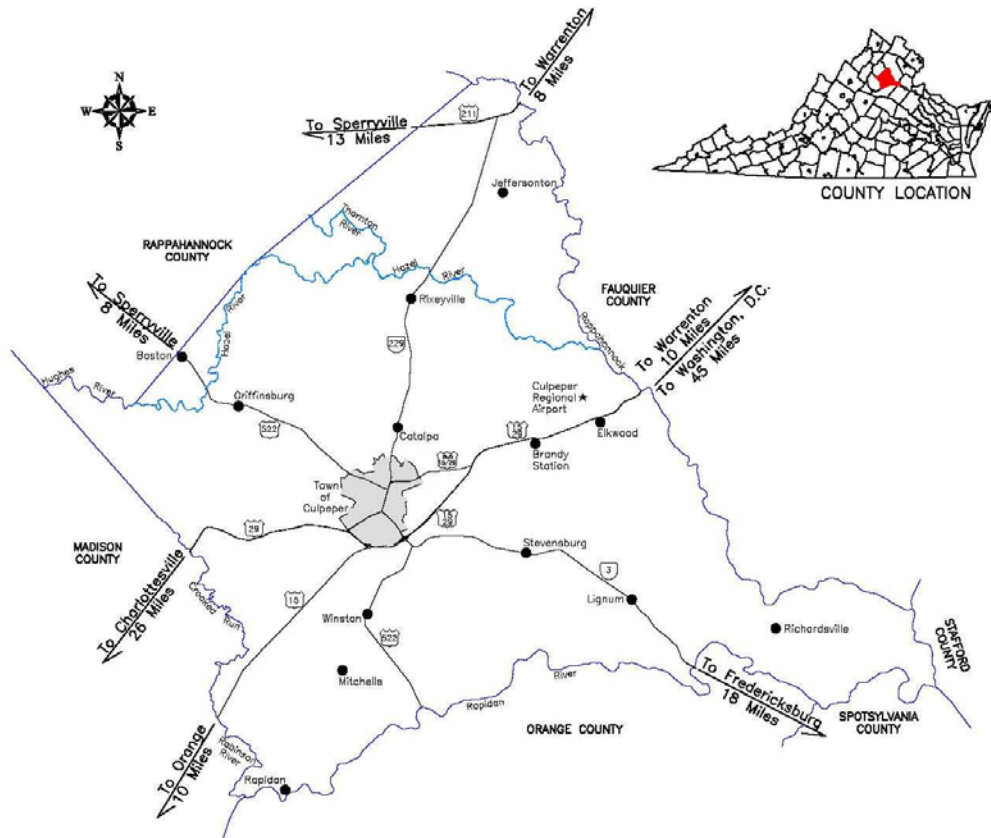 N
W
E
S
To Warrenton
8 Miles
211
To Sperryville
13 Miles
COUNTY LOCATION
Jeffersonton
Thornton
River
RAPPAHANNOCK
COUNTY
Hazel
River
FAUQUIER
COUNTY
To Sperryville
8 Miles
Hazel
River
Rixeyville
Rappahannock
To Warrenton
10 Miles
To Washington, D.C.
45 Miles
229
Boston
Hughes
River
Culpeper
Regional
Airport
Griffinsburg
522
Catalpa
15
29
Elkwood
Brandy
Station
BUS
15/29
Town
of
Culpeper
15
29
29
MADISON
COUNTY
Stevensburg
3
To Charlottesville
26 Miles
Crooked
Run
15
Lignum
Winston
522
Richardsville
STAFFORD
COUNTY
Mitchells
River
Rapidan
To Fredericksburg
18 Miles
SPOTSYLVANIA
COUNTY
ORANGE COUNTY
To Orange
10 Miles
Robinson
River
Rapidan